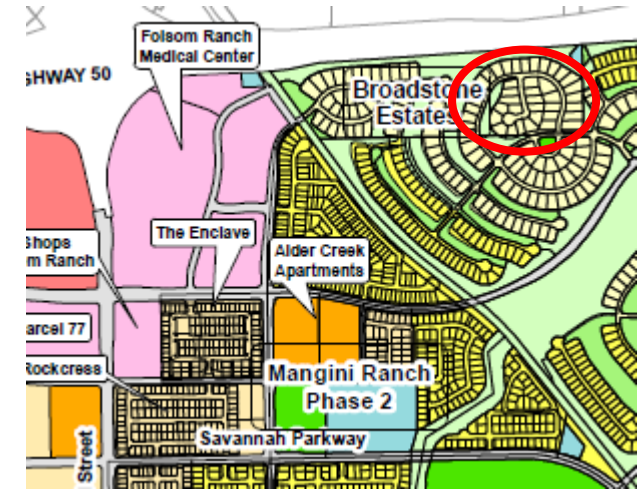 Folsom Ranch
Medical Center
GHWAY 50
Broadstone
Estates
The Enclave
Shops
m Ranch
Alder Creek
Apartments
arcel 77
Rockcress
Mangini Ranch
Phase 2
Savannah Parkway
Street